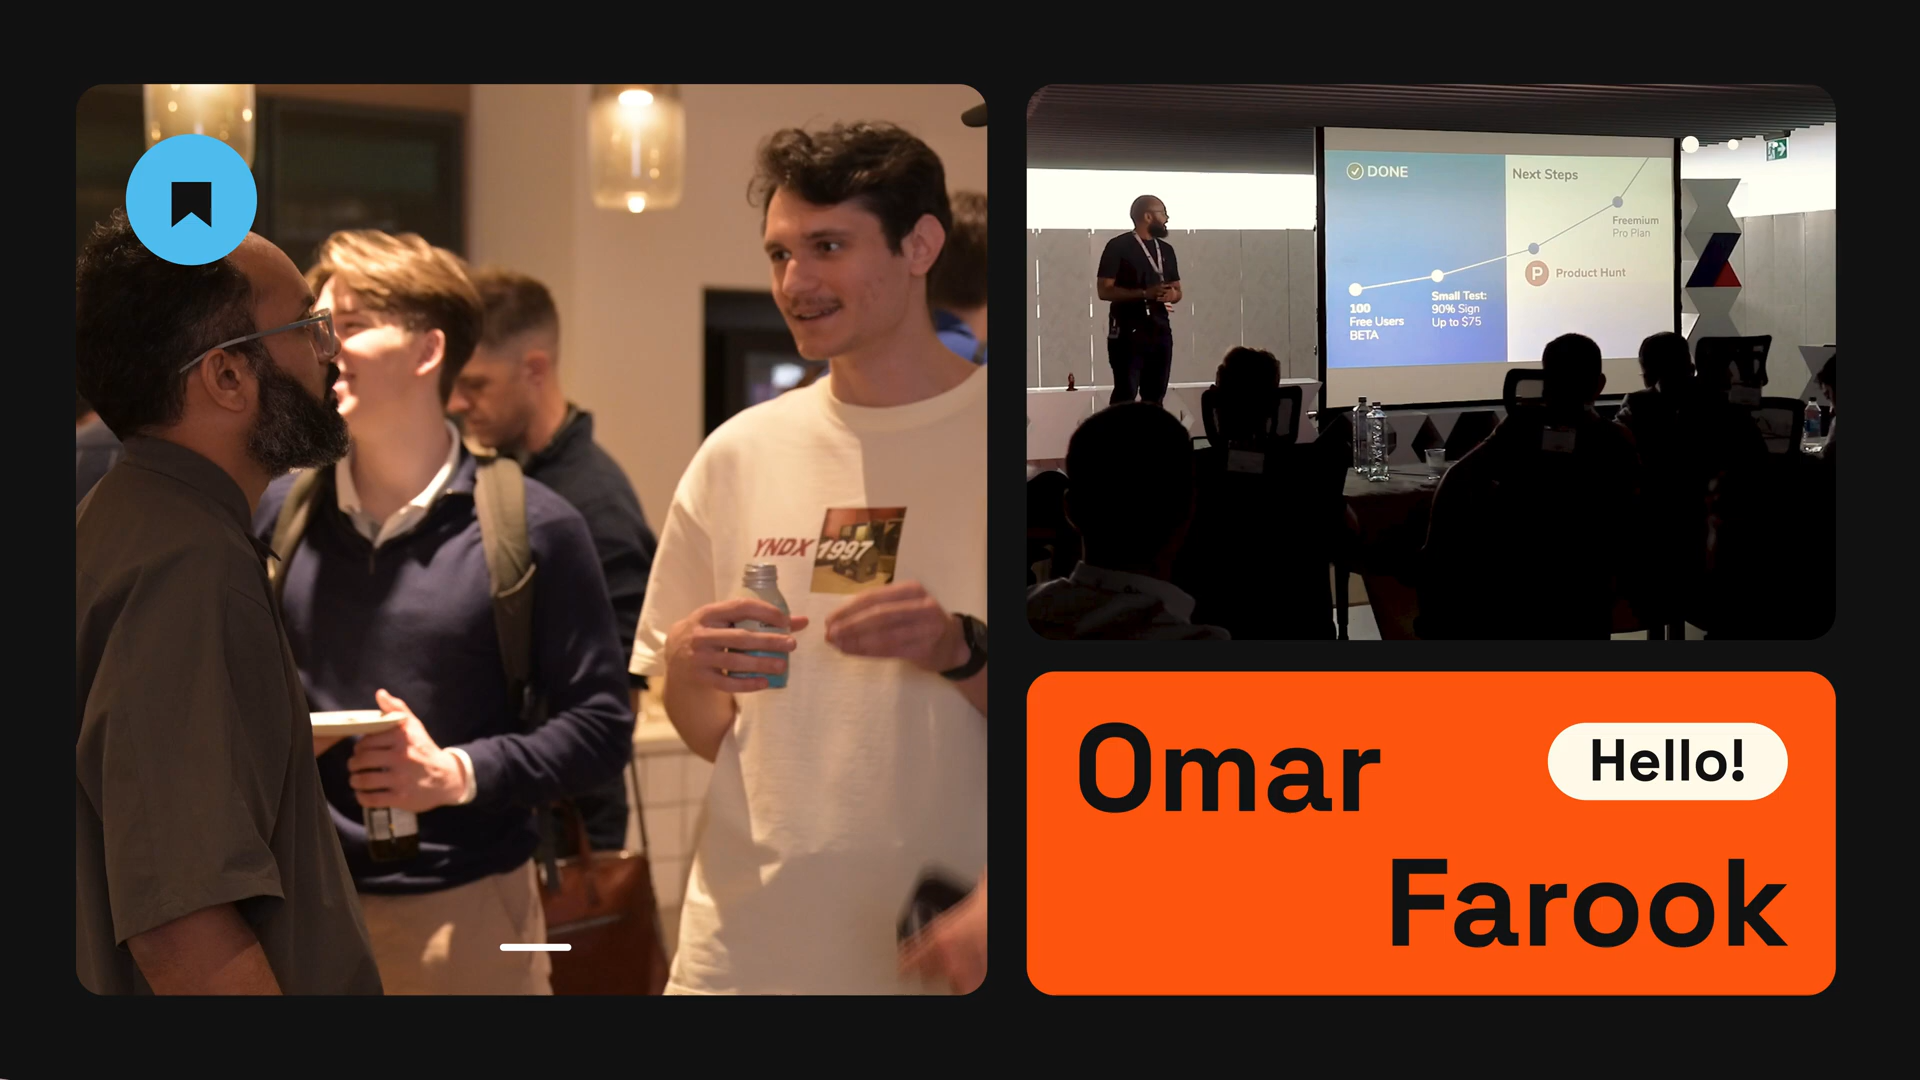 YNDX 1997
DONE
100
Free Users
BETA
Small Test:
90% Sign
Up to $75
Next Steps
Freemium
Pro Plan
P Product Hunt
Omar
Hello!
Farook